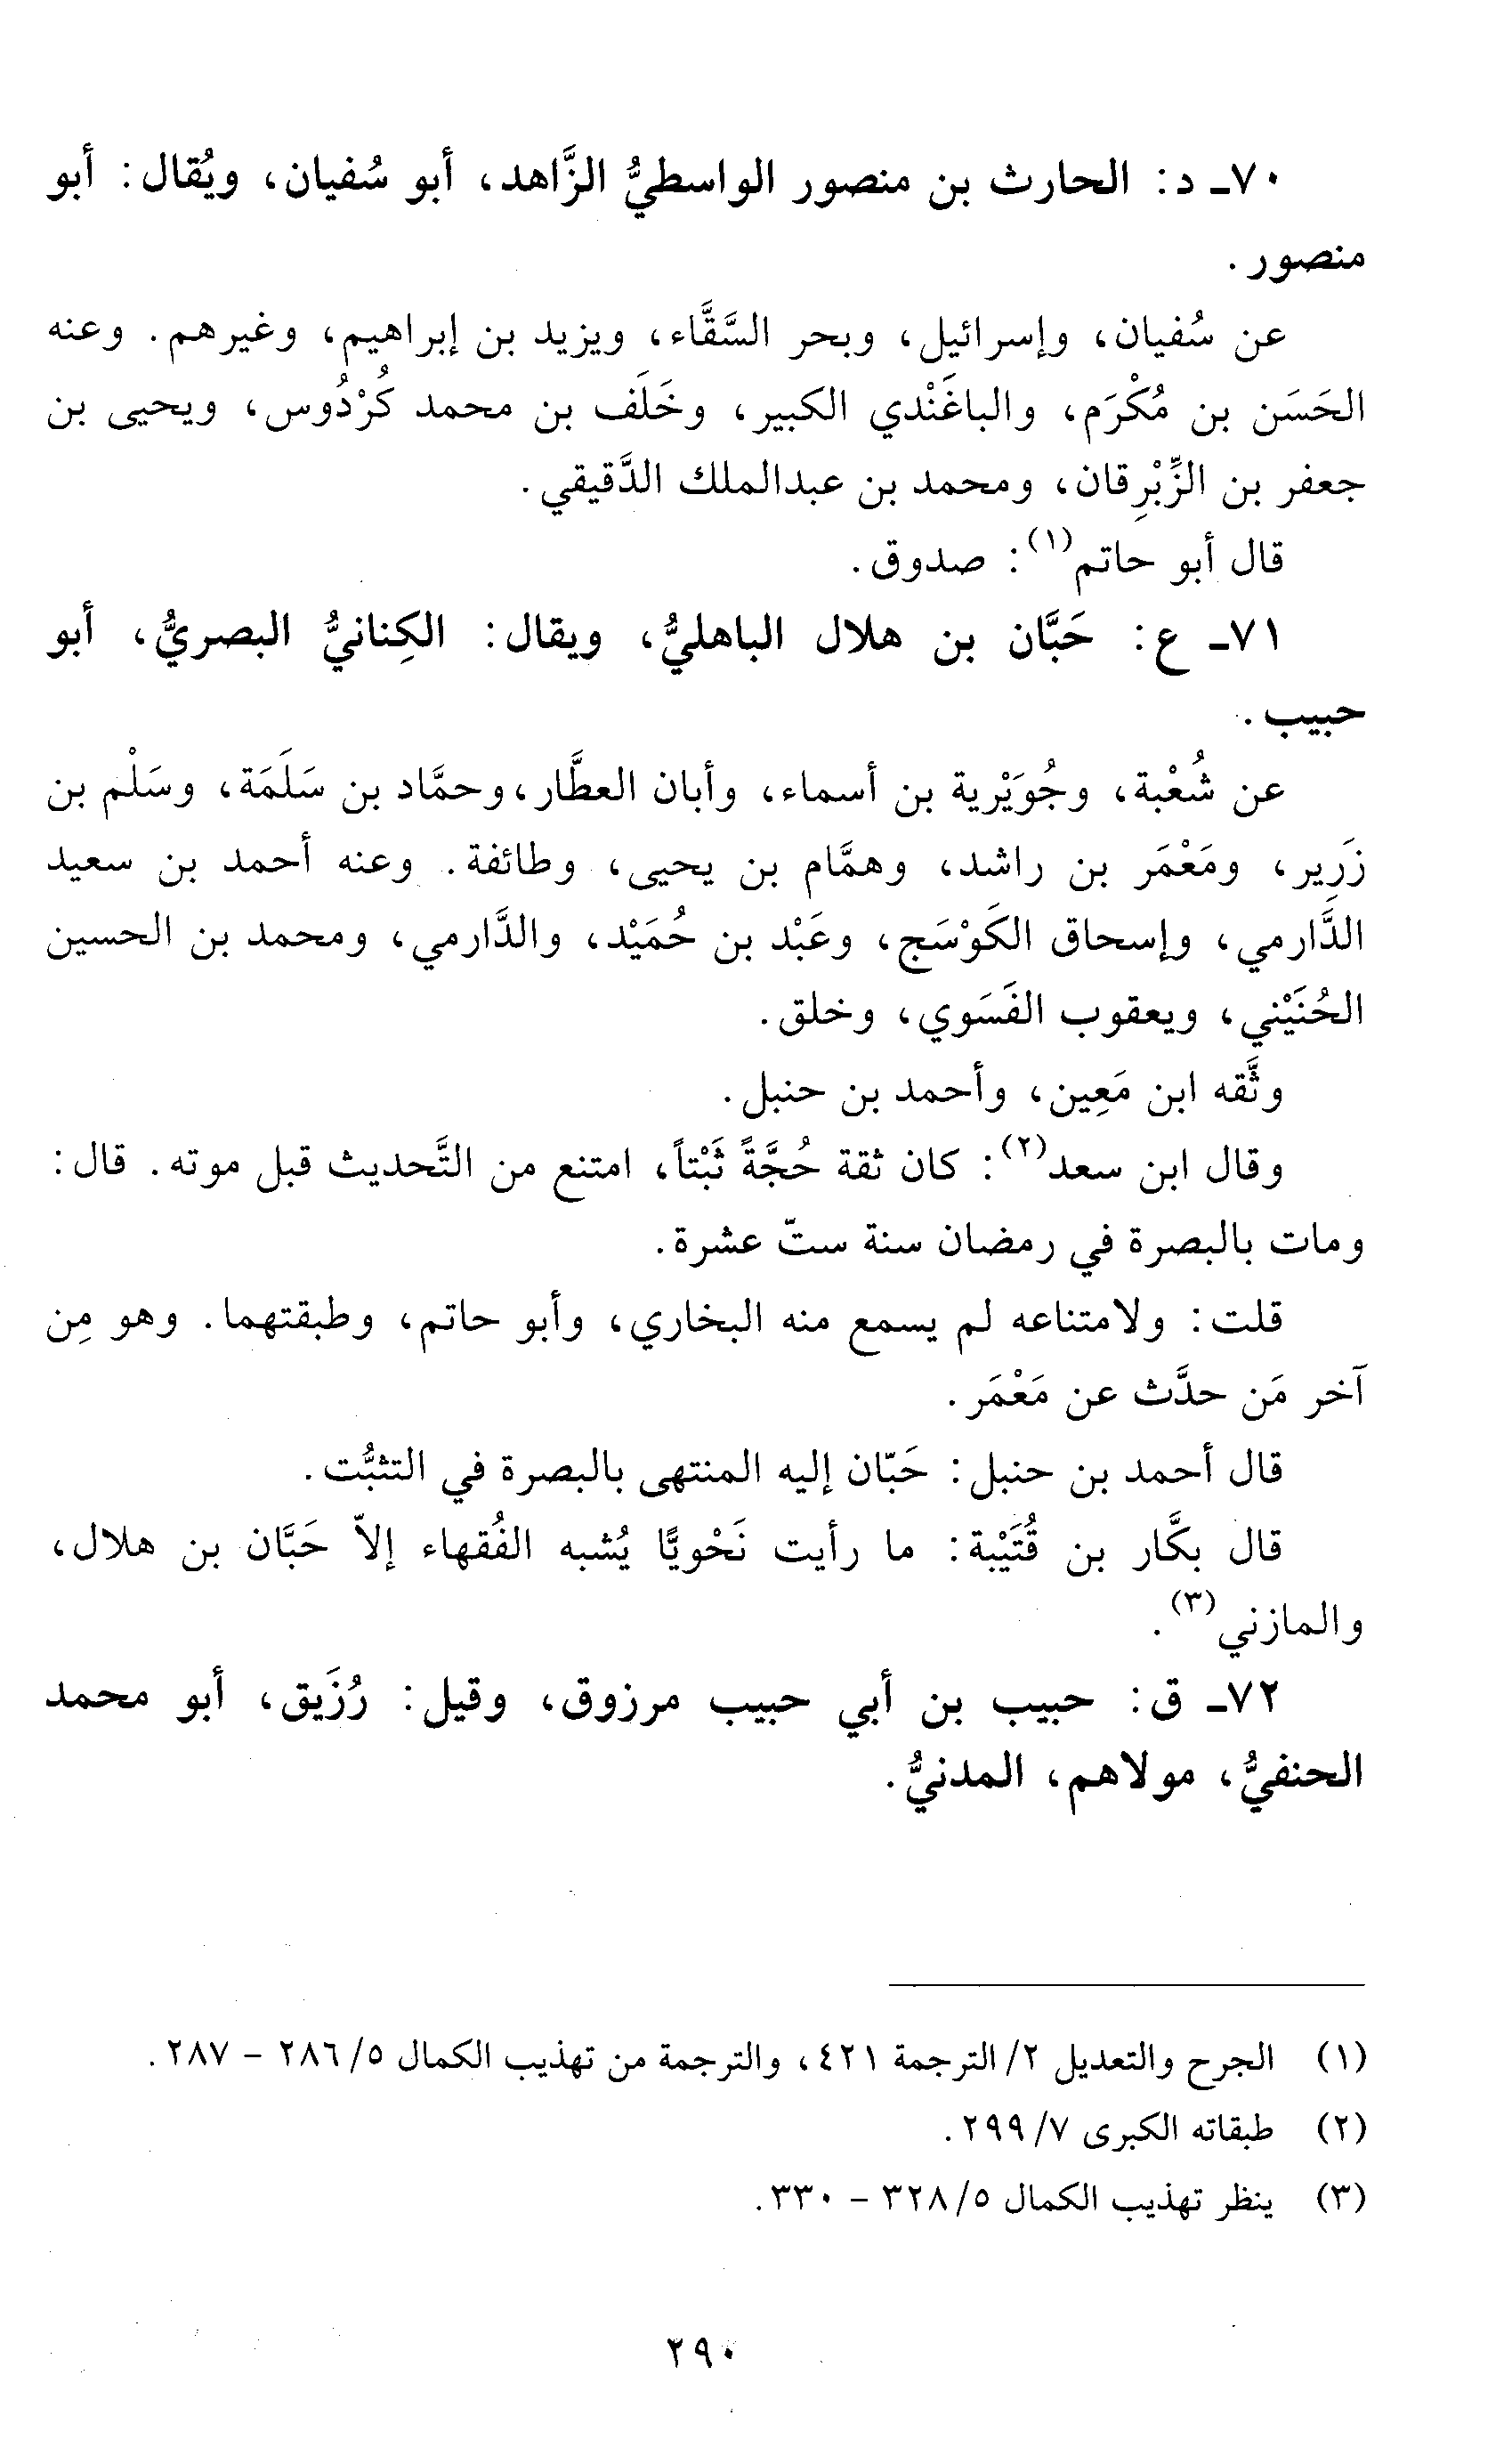 ٧٠ـ د: الحارث بن منصور الواسطيُّ الزَّاهد، أبو سُفيان، ويُقال: أبو
منصور.
عن سُفيان، وإسرائيل، وبحر السَّقَّاء، ويزيد بن إبراهيم، وغيرهم. وعنه
الحَسَن بن مُكْرَم، والباغَنْدي الكبير، وخَلَف بن محمد كُرْدُوس، ويحيى بن
جعفر بن الزِّبْرِقان، ومحمد بن عبدالملك الدَّقيقي.
قال أبو حاتم(١): صدوق.
٧١ـ ع: حَبَّان بن هلال الباهليُّ، ويقال: الكِنانيُّ البصريُّ، أبو
حبيب.
عن شُعْبة، وجُوَيْرية بن أسماء، وأبان العطَّار، وحمَّاد بن سَلَمَة، وسَلْم بن
زَرِير، ومَعْمَر بن راشد، وهمَّام بن يحيى، وطائفة. وعنه أحمد بن سعيد
الدَّارمي، وإسحاق الكَوْسَج، وعَبْد بن حُمَيْد، والدَّارمي، ومحمد بن الحسين
الحُنَيْني، ويعقوب الفَسَوي، وخلق.
وثَّقه ابن مَعِين، وأحمد بن حنبل.
وقال ابن سعد(٢): كان ثقة حُجَّةً ثَبْتاً، امتنع من التَّحديث قبل موته. قال:
ومات بالبصرة في رمضان سنة ستّ عشرة.
قلت: ولامتناعه لم يسمع منه البخاري، وأبو حاتم، وطبقتهما. وهو مِن
آخر مَن حدَّث عن مَعْمَر.
قال أحمد بن حنبل: حَبّان إليه المنتهى بالبصرة في التثبُّت.
قال بكَّار بن قُتَيْبة: ما رأيت نَحْويًّا يُشبه الفُقهاء إلاّ حَبَّان بن هلال،
والمازني(٣).
٧٢ـ ق: حبيب بن أبي حبيب مرزوق، وقيل: رُزَيق، أبو محمد
الحنفيُّ، مولاهم، المدنيُّ.
(١) الجرح والتعديل ٢/ الترجمة ٤٢١، والترجمة من تهذيب الكمال ٥/ ٢٨٦ - ٢٨٧.
(٢) طبقاته الكبرى ٧/ ٢٩٩.
(٣) ينظر تهذيب الكمال ٥/ ٣٢٨ - ٣٣٠.
٢٩٠